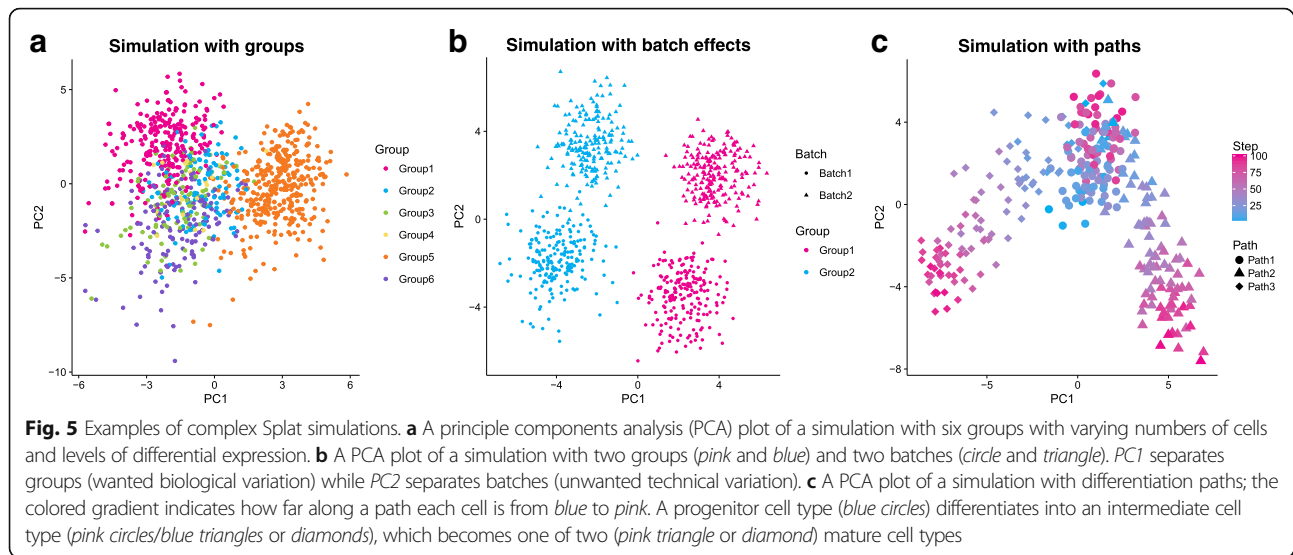 a
Simulation with groups
5
0
−5
−10
PC2
−6 −3 0 3 6
PC1
Group
Group1
Group2
Group3
Group4
Group5
Group6
b
Simulation with batch effects
4
0
−4
PC2
−4 0 4
PC1
Batch
Batch1
Batch2
Group
Group1
Group2
c
Simulation with paths
4
0
−4
−8
PC2
−5 0 5
PC1
Step
100
75
50
25
Path
Path1
Path2
Path3
Fig. 5 Examples of complex Splat simulations. a A principle components analysis (PCA) plot of a simulation with six groups with varying numbers of cells
and levels of differential expression. b A PCA plot of a simulation with two groups (pink and blue) and two batches (circle and triangle). PC1 separates
groups (wanted biological variation) while PC2 separates batches (unwanted technical variation). c A PCA plot of a simulation with differentiation paths; the
colored gradient indicates how far along a path each cell is from blue to pink. A progenitor cell type (blue circles) differentiates into an intermediate cell
type (pink circles/blue triangles or diamonds), which becomes one of two (pink triangle or diamond) mature cell types